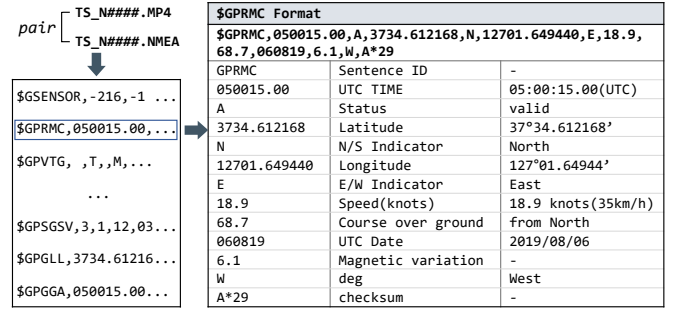 pair
TS_N####.MP4
TS_N####.NMEA
$GSENSOR,-216,-1 ...
$GPRMC,050015.00,...
$GPVTG, ,T,,M,...
...
$GPSGSV,3,1,12,03...
$GPGLL,3734.61216...
$GPGGA,050015.00...
$GPRMC Format
$GPRMC,050015.00,A,3734.612168,N,12701.649440,E,18.9,
68.7,060819,6.1,W,A*29
GPRMC Sentence ID -
050015.00 UTC TIME 05:00:15.00(UTC)
A Status valid
3734.612168 Latitude 37°34.612168’
N N/S Indicator North
12701.649440 Longitude 127°01.64944’
E E/W Indicator East
18.9 Speed(knots) 18.9 knots(35km/h)
68.7 Course over ground from North
060819 UTC Date 2019/08/06
6.1 Magnetic variation -
W deg West
A*29 checksum -